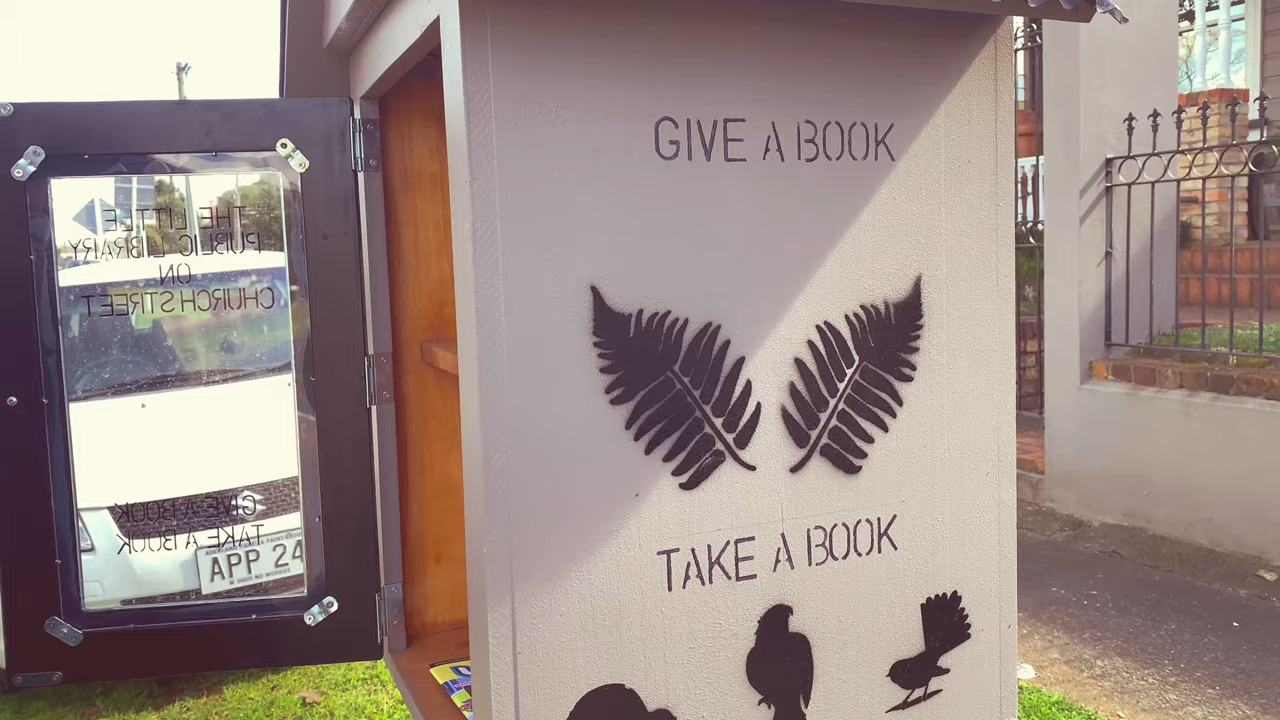 THE LITTLE
PUBLIC LIBRARY
ON
CHURCH STREET
GIVE A BOOK
TAKE A BOOK
APP 24
GIVE A BOOK
TAKE A BOOK